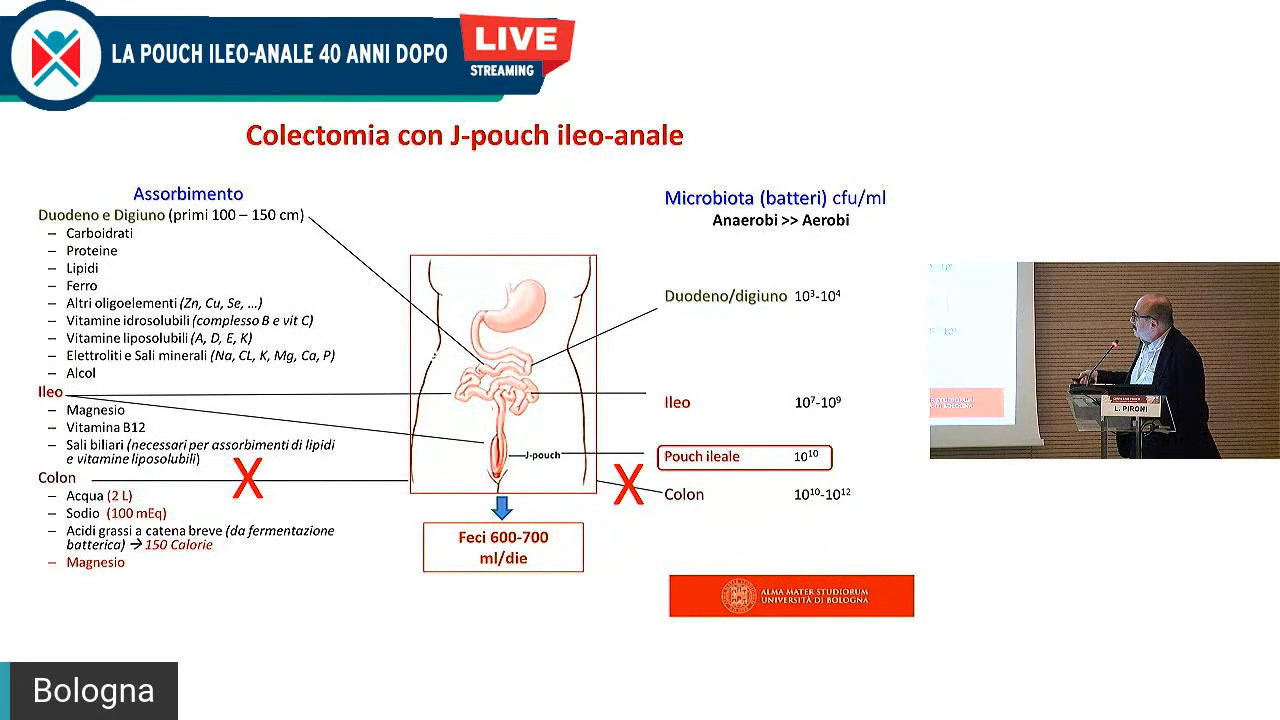 LA POUCH ILEO-ANALE 40 ANNI DOPO
LIVE
STREAMING
Colectomia con J-pouch ileo-anale
Assorbimento
Duodeno e Digiuno (primi 100 – 150 cm)
– Carboidrati
– Proteine
– Lipidi
– Ferro
– Altri oligoelementi (Zn, Cu, Se, ...)
– Vitamine idrosolubili (complesso B e vit C)
– Vitamine liposolubili (A, D, E, K)
– Elettroliti e Sali minerali (Na, CL, K, Mg, Ca, P)
– Alcol
Ileo
– Magnesio
– Vitamina B12
– Sali biliari (necessari per assorbimenti di lipidi
e vitamine liposolubili)
Colon
X
– Acqua (2 L)
– Sodio (100 mEq)
– Acidi grassi a catena breve (da fermentazione
batterica) → 150 Calorie
– Magnesio
J-pouch
Feci 600-700
ml/die
Microbiota (batteri) cfu/ml
Anaerobi >> Aerobi
Duodeno/digiuno 10³-10⁴
Ileo 10⁷-10⁹
Pouch ileale 10¹⁰
X
Colon 10¹⁰-10¹²
ALMA MATER STUDIORUM
UNIVERSITÀ DI BOLOGNA
L. PIRONI
Bologna